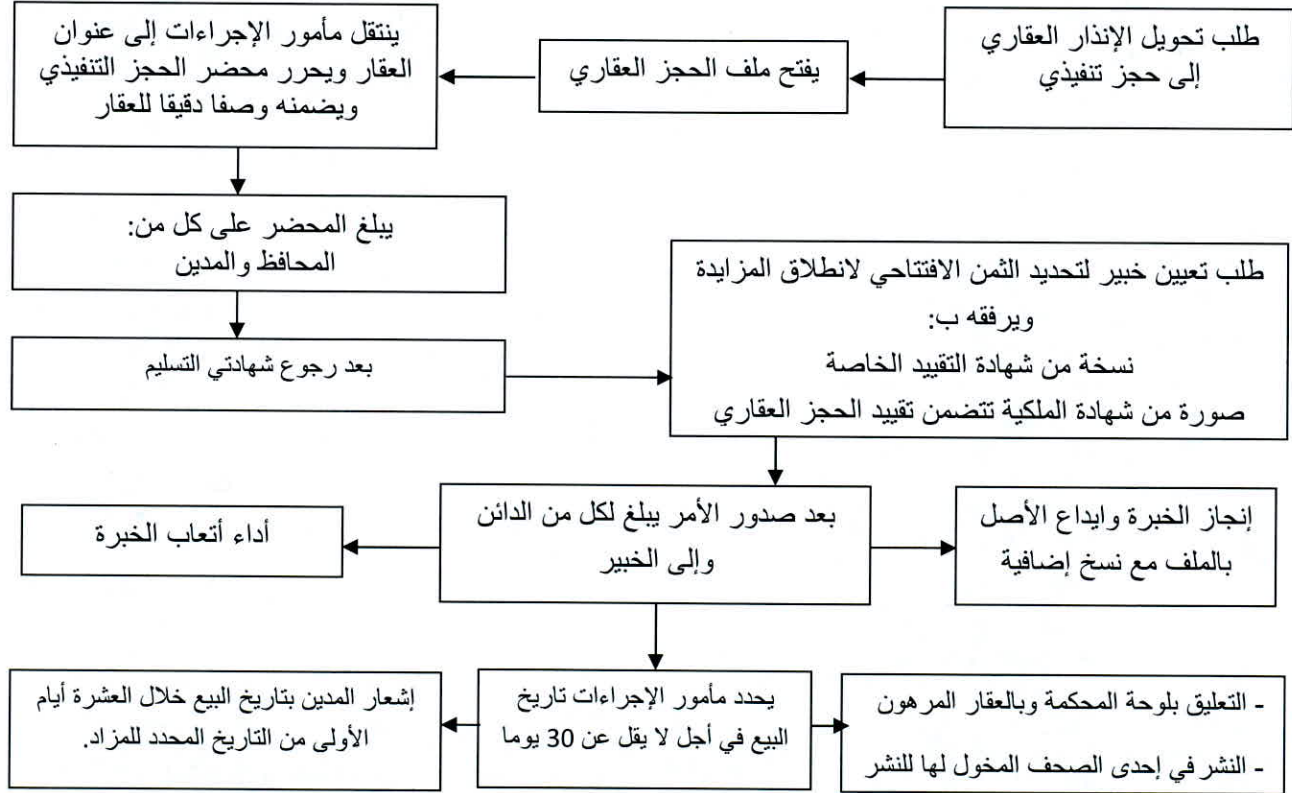 طلب تحويل الإنذار العقاري
إلى حجز تنفيذي
يفتح ملف الحجز العقاري
ينتقل مأمور الإجراءات إلى عنوان
العقار ويحرر محضر الحجز التنفيذي
ويضمنه وصفا دقيقا للعقار
يبلغ المحضر على كل من:
المحافظ والمدين
بعد رجوع شهادتي التسليم
طلب تعيين خبير لتحديد الثمن الافتتاحي لانطلاق المزايدة
ويرفقه ب:
نسخة من شهادة التقييد الخاصة
صورة من شهادة الملكية تتضمن تقييد الحجز العقاري
بعد صدور الأمر يبلغ لكل من الدائن
وإلى الخبير
إنجاز الخبرة وايداع الأصل
بالملف مع نسخ إضافية
أداء أتعاب الخبرة
يحدد مأمور الإجراءات تاريخ
البيع في أجل لا يقل عن 30 يوما
- التعليق بلوحة المحكمة وبالعقار المرهون
- النشر في إحدى الصحف المخول لها للنشر
إشعار المدين بتاريخ البيع خلال العشرة أيام
الأولى من التاريخ المحدد للمزاد.